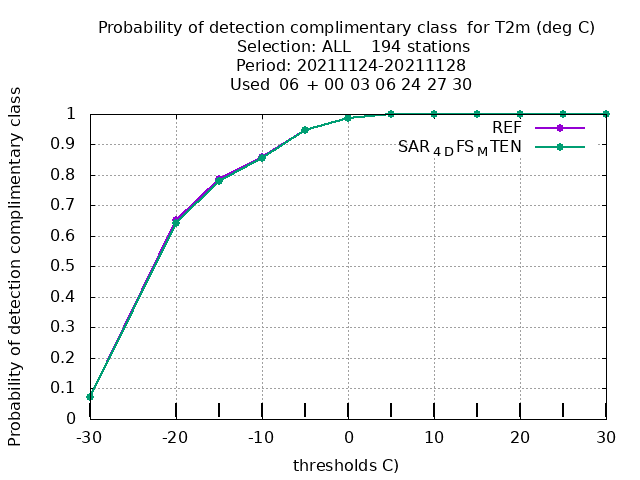 Probability of detection complimentary class  for T2m (deg C)
Selection: ALL    194 stations
Period: 20211124-20211128
Used  06  + 00 03 06 24 27 30
Probability of detection complimentary class
1
0.9
0.8
0.7
0.6
0.5
0.4
0.3
0.2
0.1
0
REF
SAR4DFSMTEN
-30 -20 -10 0 10 20 30
thresholds C)